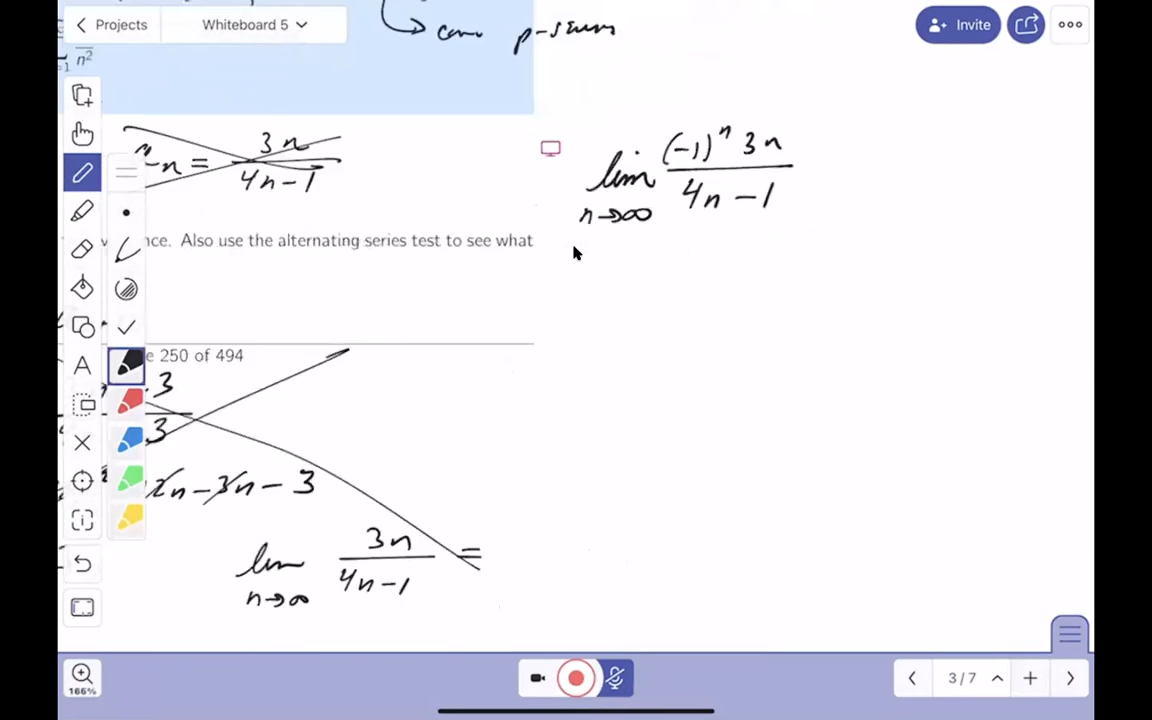 Projects
Whiteboard 5
Invite
p-series
n²
=1
n = 3n / 4n - 1
lim n→∞ (-1)ⁿ 3n / 4n - 1
nce. Also use the alternating series test to see what
e 250 of 494
3
3
2n - 3n - 3
lim n→∞ 3n / 4n - 1 =
A
166%
3 / 7